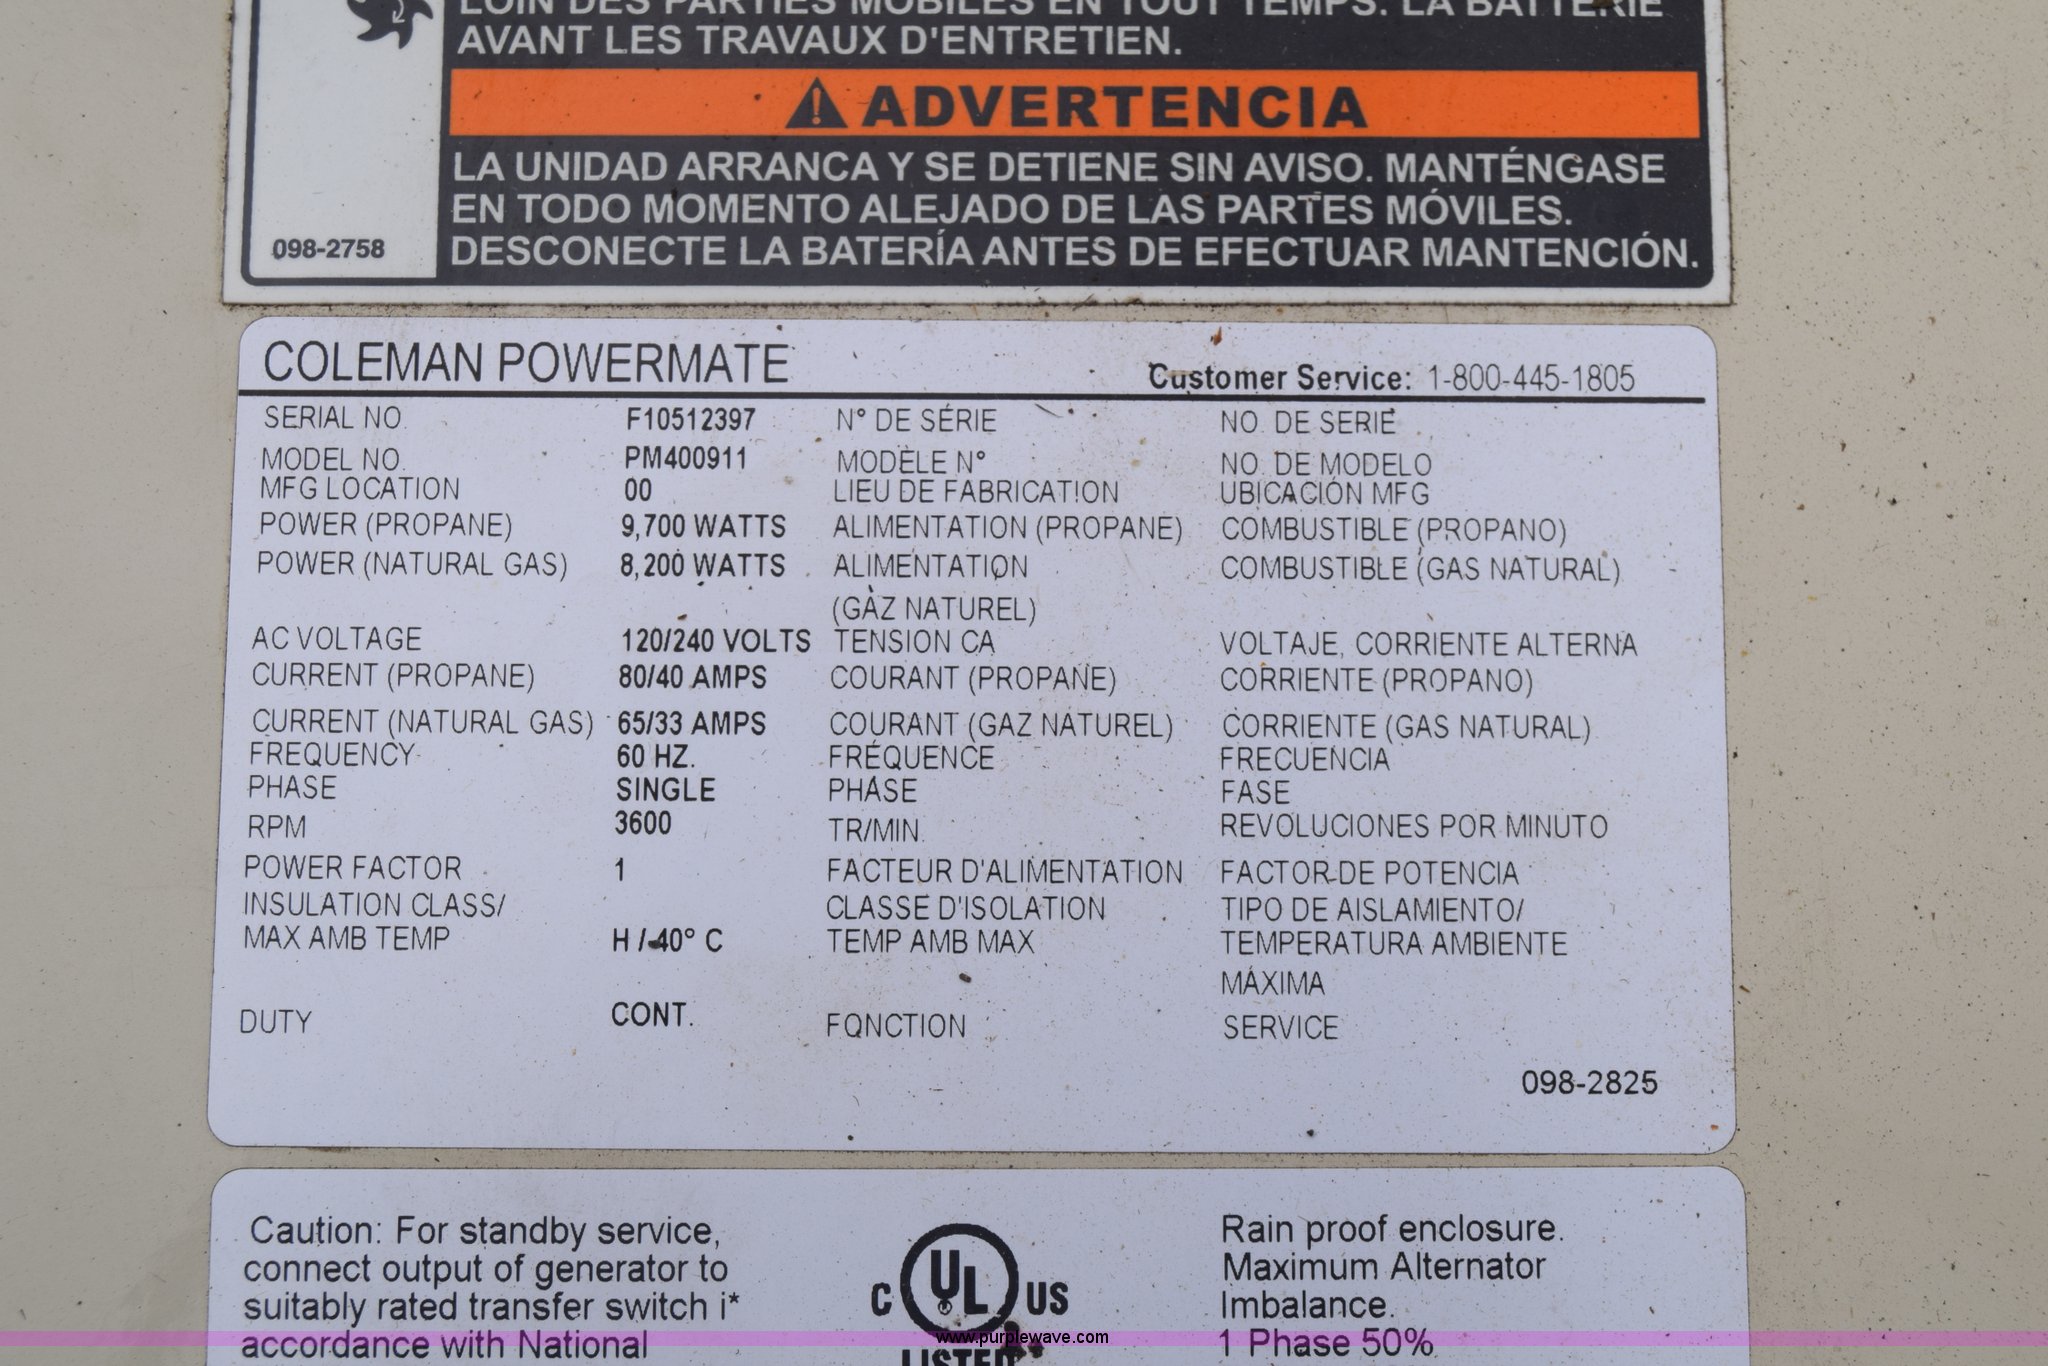 LOIN DES PARTIES MOBILES EN TOUT TEMPS. LA BATTERIE
AVANT LES TRAVAUX D'ENTRETIEN.
ADVERTENCIA
LA UNIDAD ARRANCA Y SE DETIENE SIN AVISO. MANTÉNGASE
EN TODO MOMENTO ALEJADO DE LAS PARTES MÓVILES.
DESCONECTE LA BATERÍA ANTES DE EFECTUAR MANTENCIÓN.
098-2758
COLEMAN POWERMATE Customer Service: 1-800-445-1805
SERIAL NO. F10512397 N° DE SÉRIE NO. DE SERIE
MODEL NO. PM400911 MODÈLE N° NO. DE MODELO
MFG LOCATION 00 LIEU DE FABRICATION UBICACIÓN MFG
POWER (PROPANE) 9,700 WATTS ALIMENTATION (PROPANE) COMBUSTIBLE (PROPANO)
POWER (NATURAL GAS) 8,200 WATTS ALIMENTATION COMBUSTIBLE (GAS NATURAL)
(GAZ NATUREL)
AC VOLTAGE 120/240 VOLTS TENSION CA VOLTAJE, CORRIENTE ALTERNA
CURRENT (PROPANE) 80/40 AMPS COURANT (PROPANE) CORRIENTE (PROPANO)
CURRENT (NATURAL GAS) 65/33 AMPS COURANT (GAZ NATUREL) CORRIENTE (GAS NATURAL)
FREQUENCY 60 HZ. FRÉQUENCE FRECUENCIA
PHASE SINGLE PHASE FASE
RPM 3600 TR/MIN. REVOLUCIONES POR MINUTO
POWER FACTOR 1 FACTEUR D'ALIMENTATION FACTOR DE POTENCIA
INSULATION CLASS/ CLASSE D'ISOLATION TIPO DE AISLAMIENTO/
MAX AMB TEMP H / 40° C TEMP AMB MAX TEMPERATURA AMBIENTE
MÁXIMA
DUTY CONT. FONCTION SERVICE
098-2825
Caution: For standby service,
connect output of generator to
suitably rated transfer switch i*
accordance with National
C UL US
LISTED
Rain proof enclosure.
Maximum Alternator
Imbalance.
1 Phase 50%
www.purplewave.com